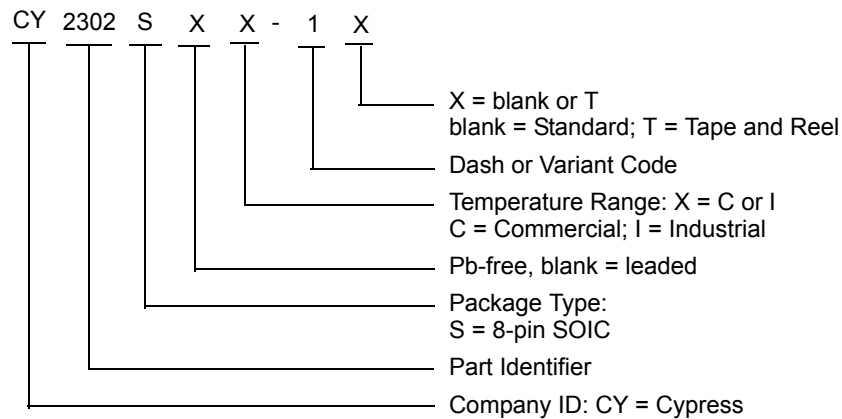 CY 2302 S X X - 1 X
X = blank or T
blank = Standard; T = Tape and Reel
Dash or Variant Code
Temperature Range: X = C or I
C = Commercial; I = Industrial
Pb-free, blank = leaded
Package Type:
S = 8-pin SOIC
Part Identifier
Company ID: CY = Cypress